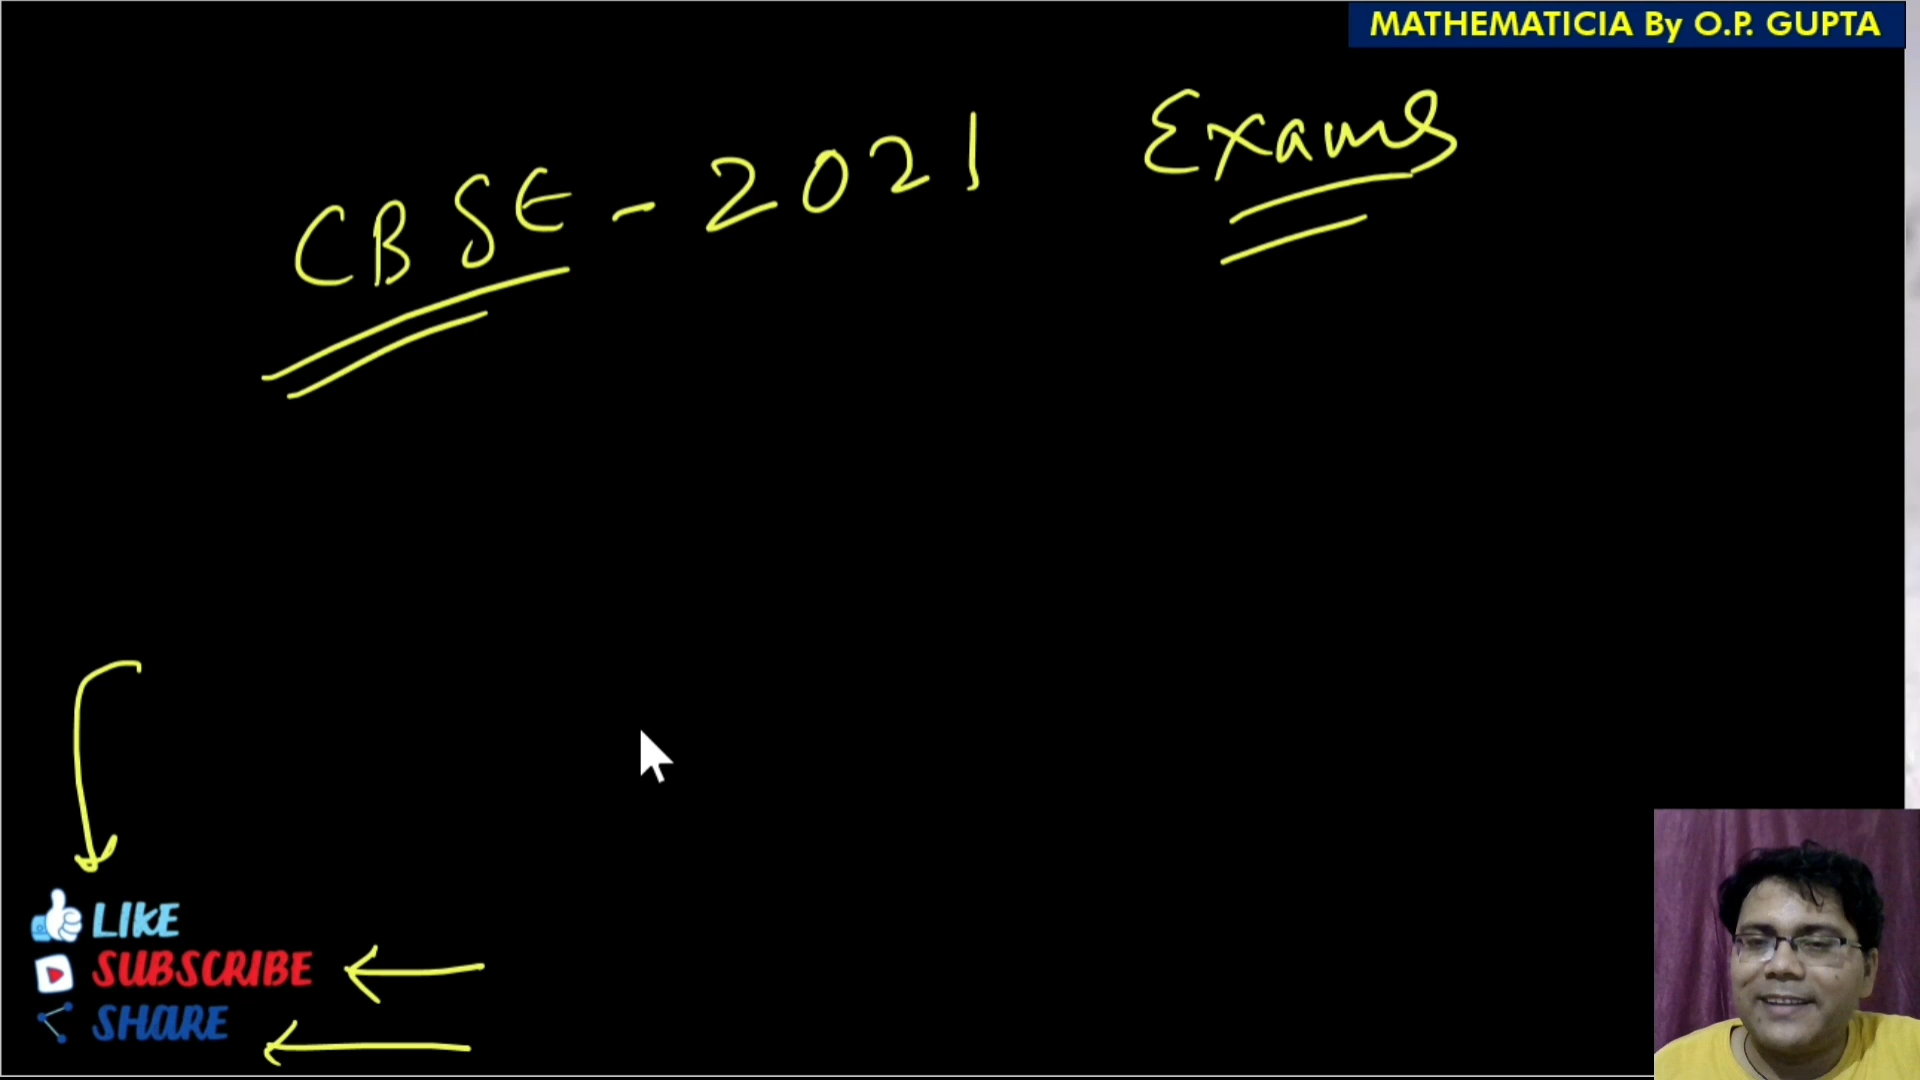 MATHEMATICIA By O.P. GUPTA
CBSE - 2021 Exams
LIKE
SUBSCRIBE
SHARE